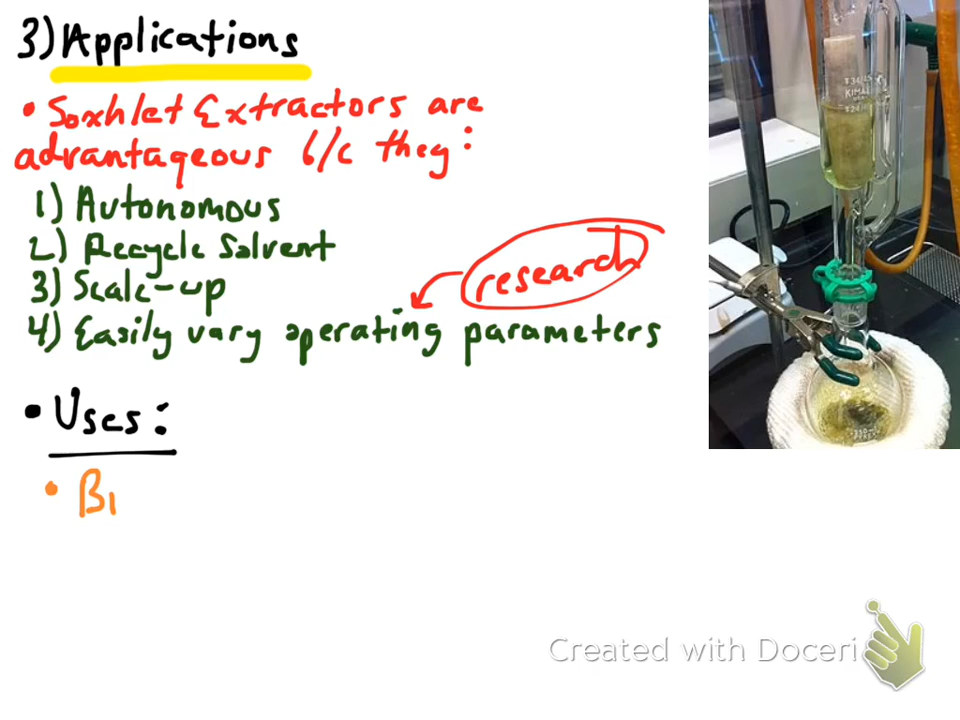 3) Applications
• Soxhlet Extractors are
advantageous b/c they:
1) Autonomous
2) Recycle Solvent
3) Scale-up
research
4) Easily vary operating parameters
• Uses:
KIMAX
Created with Doceri